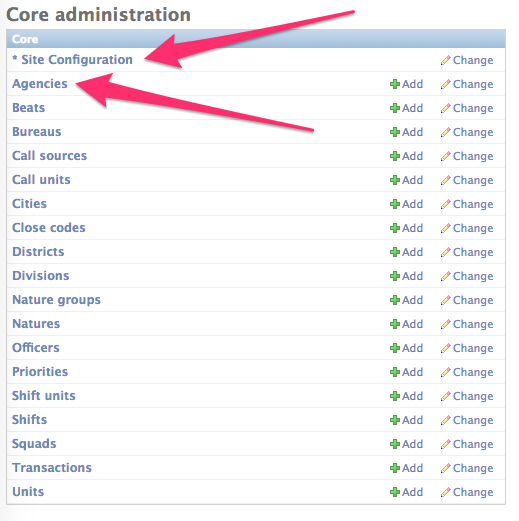 Core administration
Core
* Site Configuration Change
Agencies Add Change
Beats Add Change
Bureaus Add Change
Call sources Add Change
Call units Add Change
Cities Add Change
Close codes Add Change
Districts Add Change
Divisions Add Change
Nature groups Add Change
Natures Add Change
Officers Add Change
Priorities Add Change
Shift units Add Change
Shifts Add Change
Squads Add Change
Transactions Add Change
Units Add Change